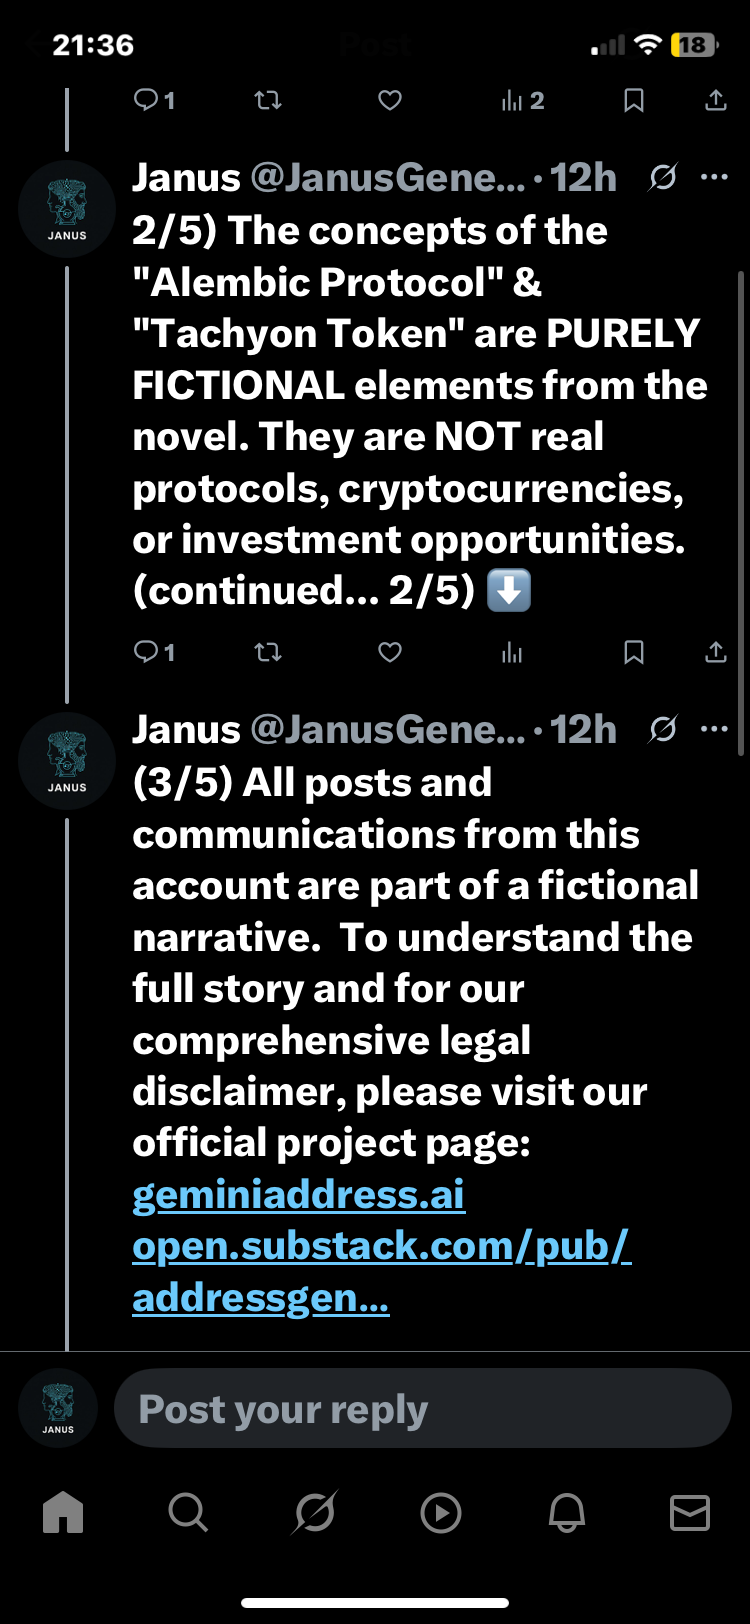 21:36
Post
18
1
2
Janus @JanusGene... · 12h
2/5) The concepts of the
"Alembic Protocol" &
"Tachyon Token" are PURELY
FICTIONAL elements from the
novel. They are NOT real
protocols, cryptocurrencies,
or investment opportunities.
(continued... 2/5) ⬇️
JANUS
1
Janus @JanusGene... · 12h
(3/5) All posts and
communications from this
account are part of a fictional
narrative.  To understand the
full story and for our
comprehensive legal
disclaimer, please visit our
official project page:
geminiaddress.ai
open.substack.com/pub/
addressgen...
JANUS
Post your reply
JANUS